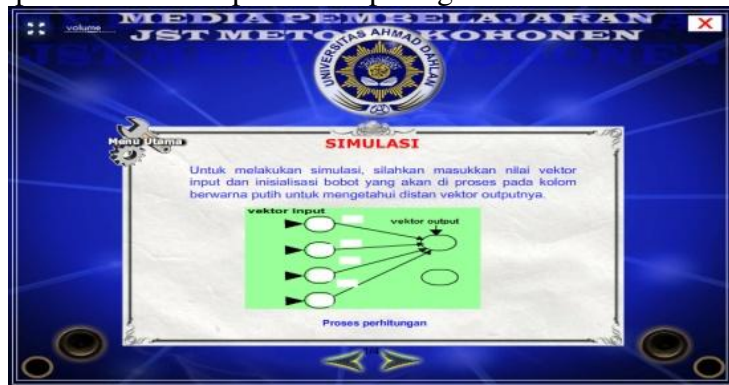 MEDIA PEMBELAJARAN
volume
JST METO KOHONEN
UNIVERSITAS AHMAD DAHLAN
Menu Utama
SIMULASI
Untuk melakukan simulasi, silahkan masukkan nilai vektor
input dan inisialisasi bobot yang akan di proses pada kolom
berwarna putih untuk mengetahui distan vektor outputnya.
vektor input
vektor output
Proses perhitungan